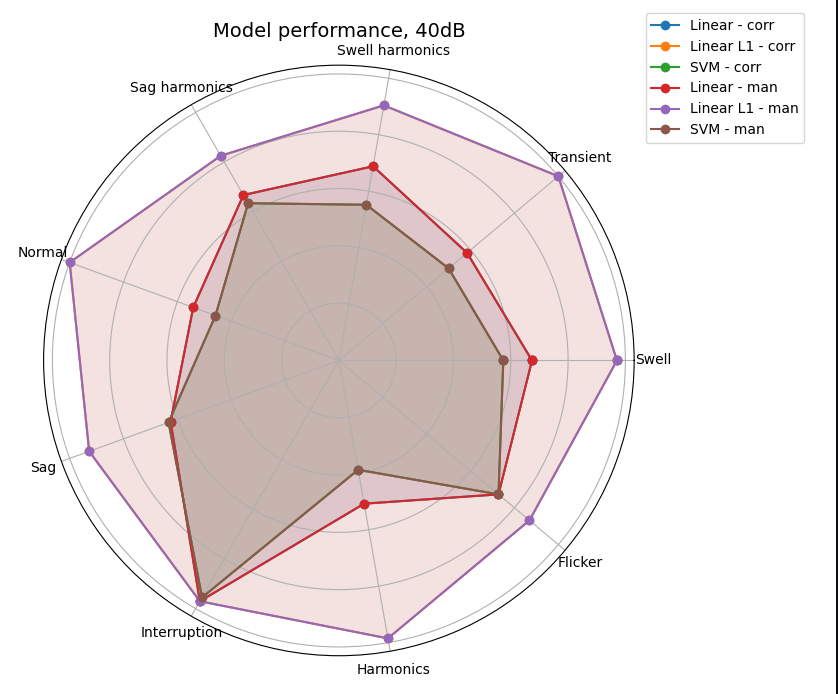 Model performance, 40dB
Linear - corr
Linear L1 - corr
SVM - corr
Linear - man
Linear L1 - man
SVM - man
Swell harmonics
Sag harmonics
Transient
Normal
Swell
Sag
Flicker
Interruption
Harmonics